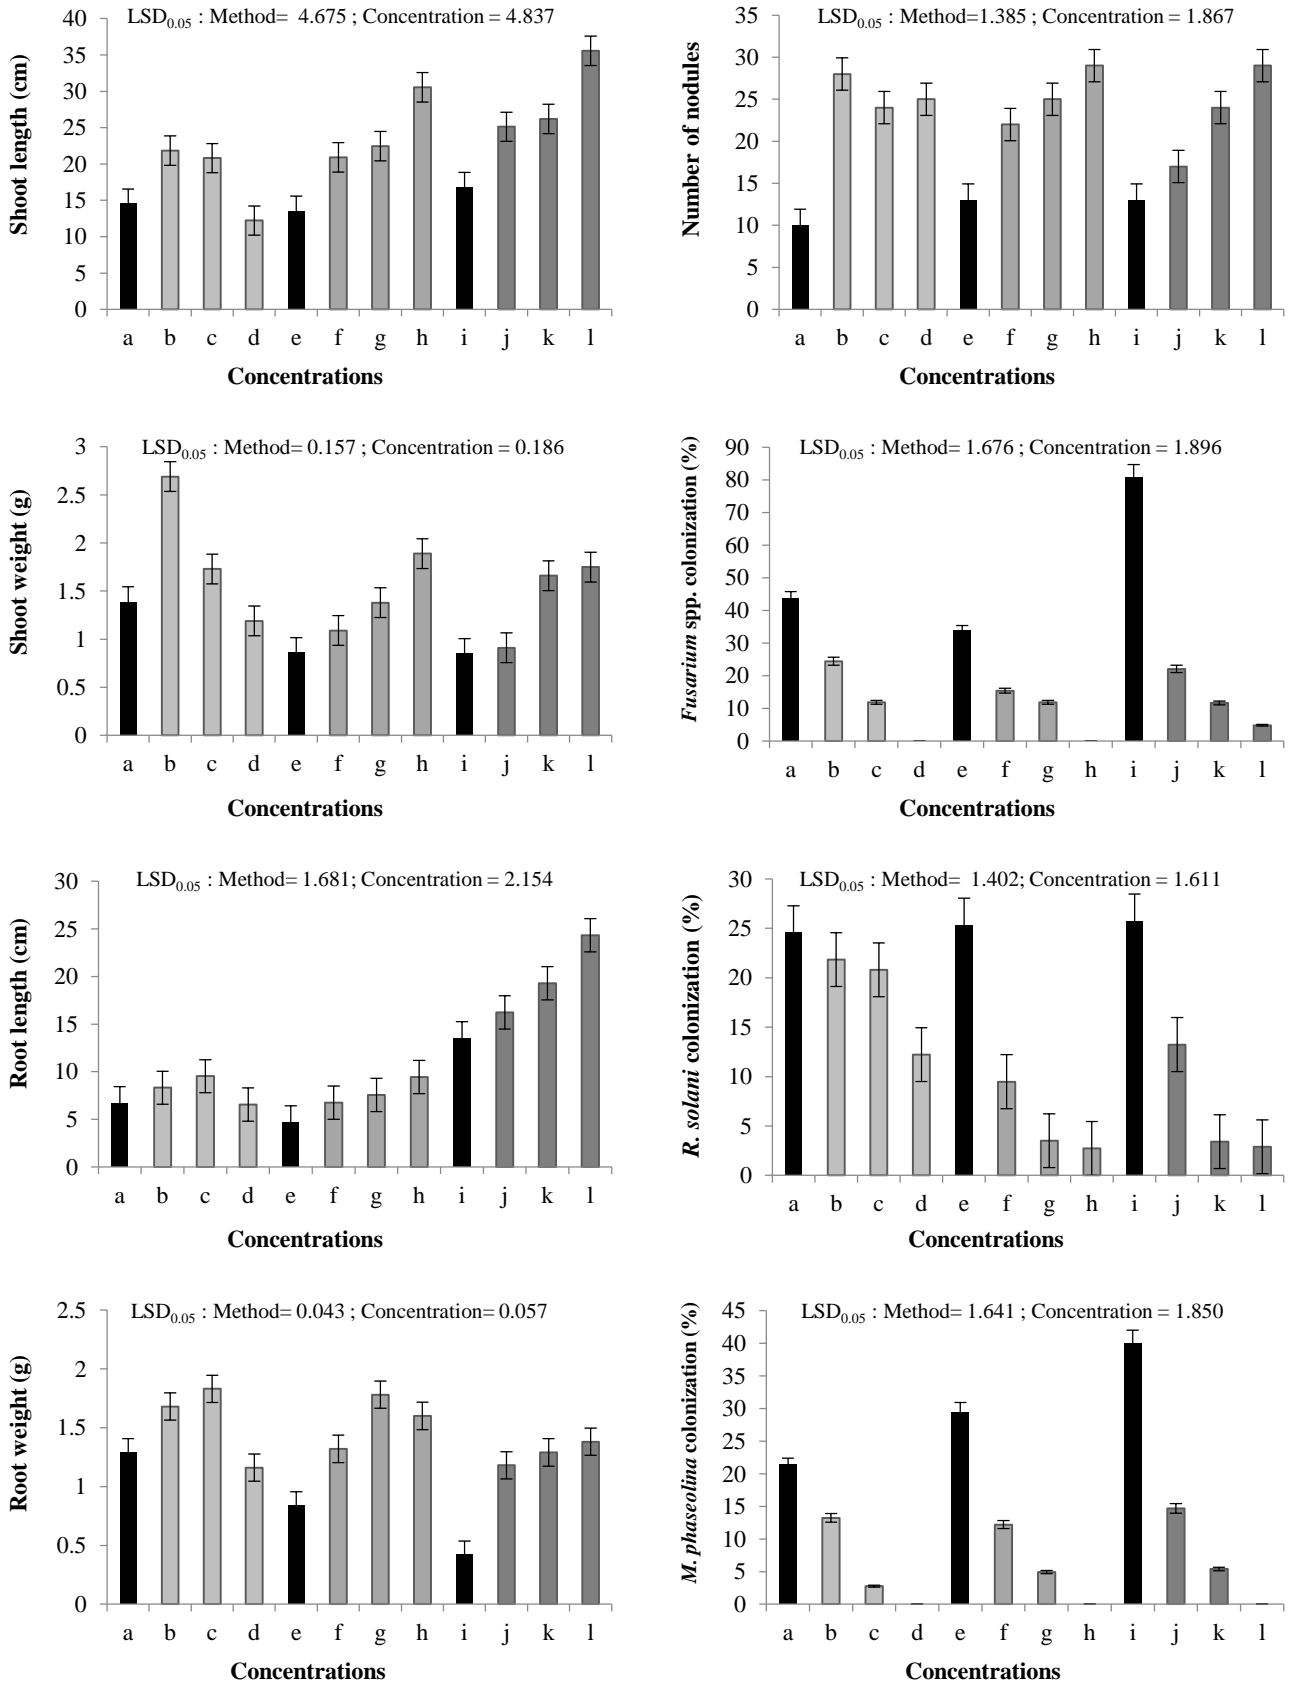 LSD0.05 : Method= 4.675 ; Concentration = 4.837
Shoot length (cm)
40
35
30
25
20
15
10
5
0
a b c d e f g h i j k l
Concentrations
LSD0.05 : Method=1.385 ; Concentration = 1.867
Number of nodules
35
30
25
20
15
10
5
0
a b c d e f g h i j k l
Concentrations
LSD0.05 : Method= 0.157 ; Concentration = 0.186
Shoot weight (g)
3
2.5
2
1.5
1
0.5
0
a b c d e f g h i j k l
Concentrations
LSD0.05 : Method= 1.676 ; Concentration = 1.896
Fusarium spp. colonization (%)
90
80
70
60
50
40
30
20
10
0
a b c d e f g h i j k l
Concentrations
LSD0.05 : Method= 1.681; Concentration = 2.154
Root length (cm)
30
25
20
15
10
5
0
a b c d e f g h i j k l
Concentrations
LSD0.05 : Method= 1.402; Concentration = 1.611
R. solani colonization (%)
30
25
20
15
10
5
0
a b c d e f g h i j k l
Concentrations
LSD0.05 : Method= 0.043 ; Concentration= 0.057
Root weight (g)
2.5
2
1.5
1
0.5
0
a b c d e f g h i j k l
Concentrations
LSD0.05 : Method= 1.641 ; Concentration = 1.850
M. phaseolina colonization (%)
45
40
35
30
25
20
15
10
5
0
a b c d e f g h i j k l
Concentrations